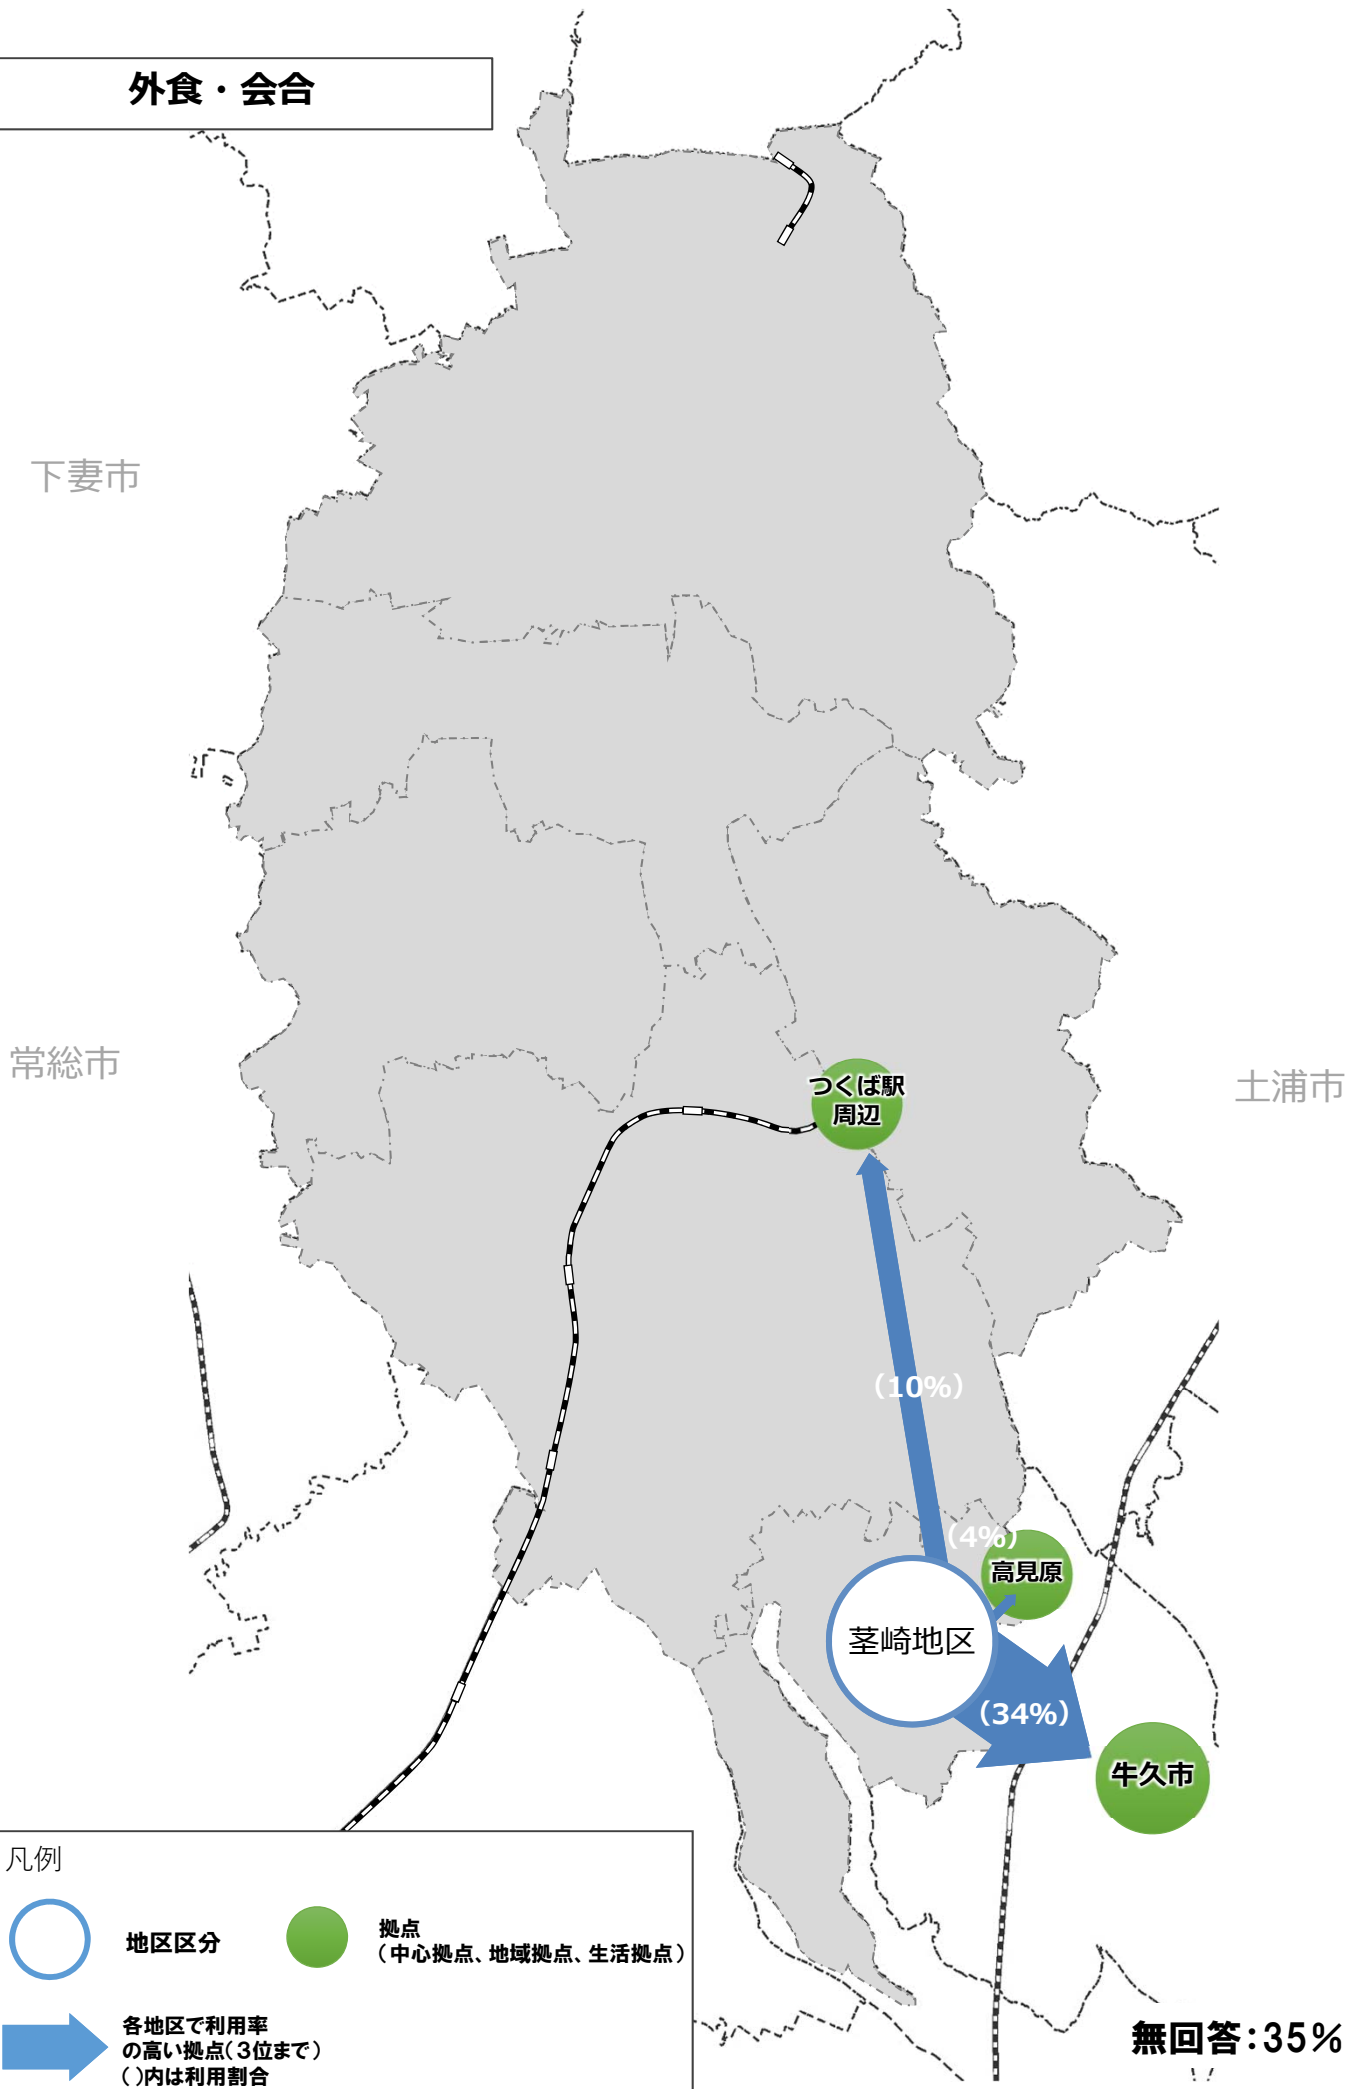 外食・会合
下妻市
常総市
土浦市
つくば駅
周辺
（10%）
（4%）
高見原
茎崎地区
（34%）
牛久市
凡例
地区区分
拠点
（中心拠点、地域拠点、生活拠点）
各地区で利用率
の高い拠点（3位まで）
（ ）内は利用割合
無回答：35%